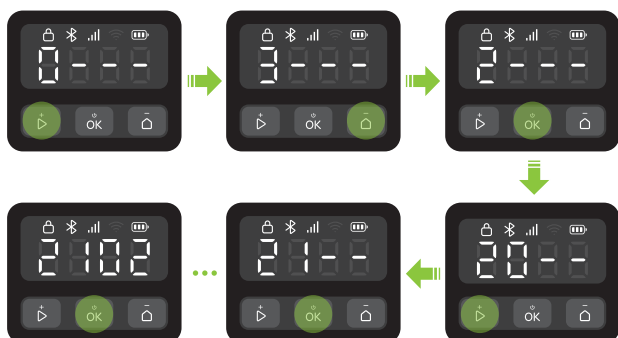 0---
+ OK −
3---
+ OK −
2---
+ OK −
20--
+ OK −
21--
+ OK −
2102
+ OK −